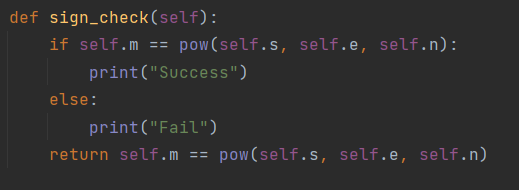 def sign_check(self):
    if self.m == pow(self.s, self.e, self.n):
        print("Success")
    else:
        print("Fail")
    return self.m == pow(self.s, self.e, self.n)